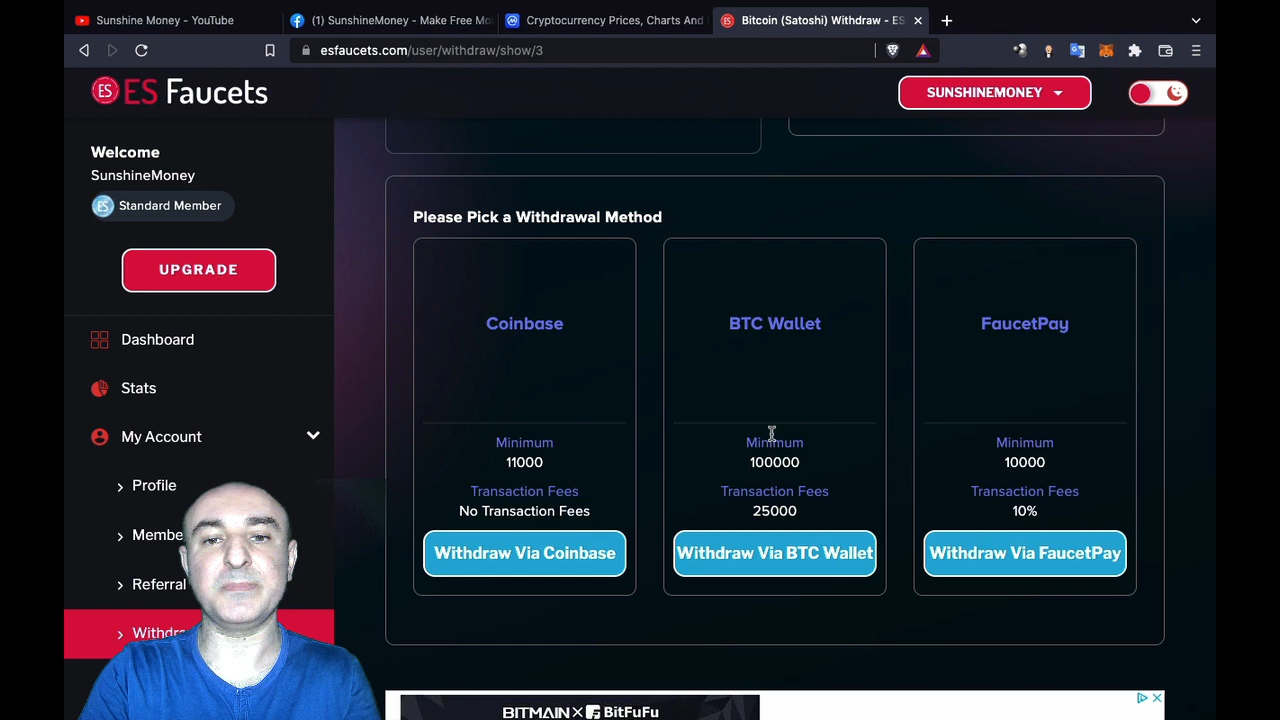 Sunshine Money - YouTube
(1) SunshineMoney - Make Free Mo
Cryptocurrency Prices, Charts And
Bitcoin (Satoshi) Withdraw - ES
esfaucets.com/user/withdraw/show/3
ES ES Faucets
SUNSHINEMONEY
Welcome
SunshineMoney
ES Standard Member
UPGRADE
Dashboard
Stats
My Account
Profile
Membe
Referral
Withdra
Please Pick a Withdrawal Method
Coinbase
Minimum
11000
Transaction Fees
No Transaction Fees
Withdraw Via Coinbase
BTC Wallet
Minimum
100000
Transaction Fees
25000
Withdraw Via BTC Wallet
FaucetPay
Minimum
10000
Transaction Fees
10%
Withdraw Via FaucetPay
BITMAIN X BitFuFu